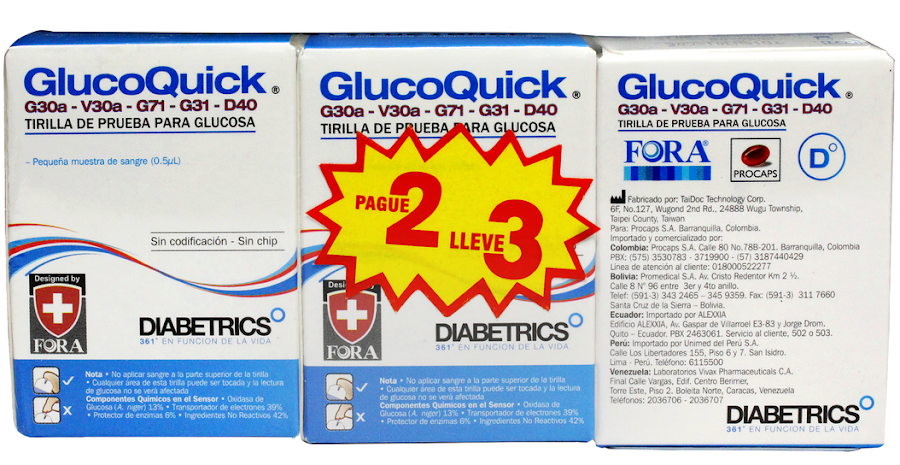 GlucoQuick®
G30a - V30a - G71 - G31 - D40
TIRILLA DE PRUEBA PARA GLUCOSA
– Pequeña muestra de sangre (0.5µL)
Sin codificación - Sin chip
Designed by
FORA
DIABETRICS
361° EN FUNCION DE LA VIDA
Nota • No aplicar sangre a la parte superior de la tirilla
• Cualquier área de esta tirilla puede ser tocada y la lectura
de glucosa no se verá afectada
Componentes Químicos en el Sensor • Oxidasa de
Glucosa (A. niger) 13% • Transportador de electrones 39%
• Protector de enzimas 6% • Ingredientes No Reactivos 42%
GlucoQuick®
G30a - V30a - G71 - G31 - D40
TIRILLA DE PRUEBA PARA GLUCOSA
PAGUE 2
LLEVE 3
Designed by
FORA
DIABETRICS
361° EN FUNCION DE LA VIDA
Nota • No aplicar sangre a la parte superior de la tirilla
• Cualquier área de esta tirilla puede ser tocada y la lectura
de glucosa no se verá afectada
Componentes Químicos en el Sensor • Oxidasa de
Glucosa (A. niger) 13% • Transportador de electrones 39%
• Protector de enzimas 6% • Ingredientes No Reactivos 42%
GlucoQuick®
G30a - V30a - G71 - G31 - D40
TIRILLA DE PRUEBA PARA GLUCOSA
FORA®
PROCAPS
D
Fabricado por: TaiDoc Technology Corp.
6F, No.127, Wugond 2nd Rd., 24888 Wugu Township,
Taipei County, Taiwan
Para: Procaps S.A. Barranquilla, Colombia.
Importado y comercializado por:
Colombia: Procaps S.A. Calle 80 No.78B-201. Barranquilla, Colombia
PBX: (575) 3530783 - 3719900 - (57) 3187440429
Línea de atención al cliente: 018000522277
Bolivia: Promedical S.A. Av. Cristo Redentor Km 2 ½.
Calle 8 N° 96 entre 3er y 4to anillo.
Telef: (591-3) 343 2465 – 345 9359. Fax: (591-3) 311 7660
Santa Cruz de la Sierra – Bolivia.
Ecuador: Importado por ALEXXIA
Edificio ALEXXIA, Av. Gaspar de Villarroel E3-83 y Jorge Drom.
Quito – Ecuador. PBX 2463061. Servicio al cliente, 502 o 503.
Perú: Importado por Unimed del Perú S.A.
Calle Los Libertadores 155, Piso 6 y 7. San Isidro.
Lima - Perú. Teléfono: 6115500
Venezuela: Laboratorios Vivax Pharmaceuticals C.A.
Final Calle Vargas, Edif. Centro Berimer,
Torre Este, Piso 2. Boleita Norte, Caracas, Venezuela
Teléfonos: 2036706 - 2036707
DIABETRICS
361° EN FUNCION DE LA VIDA